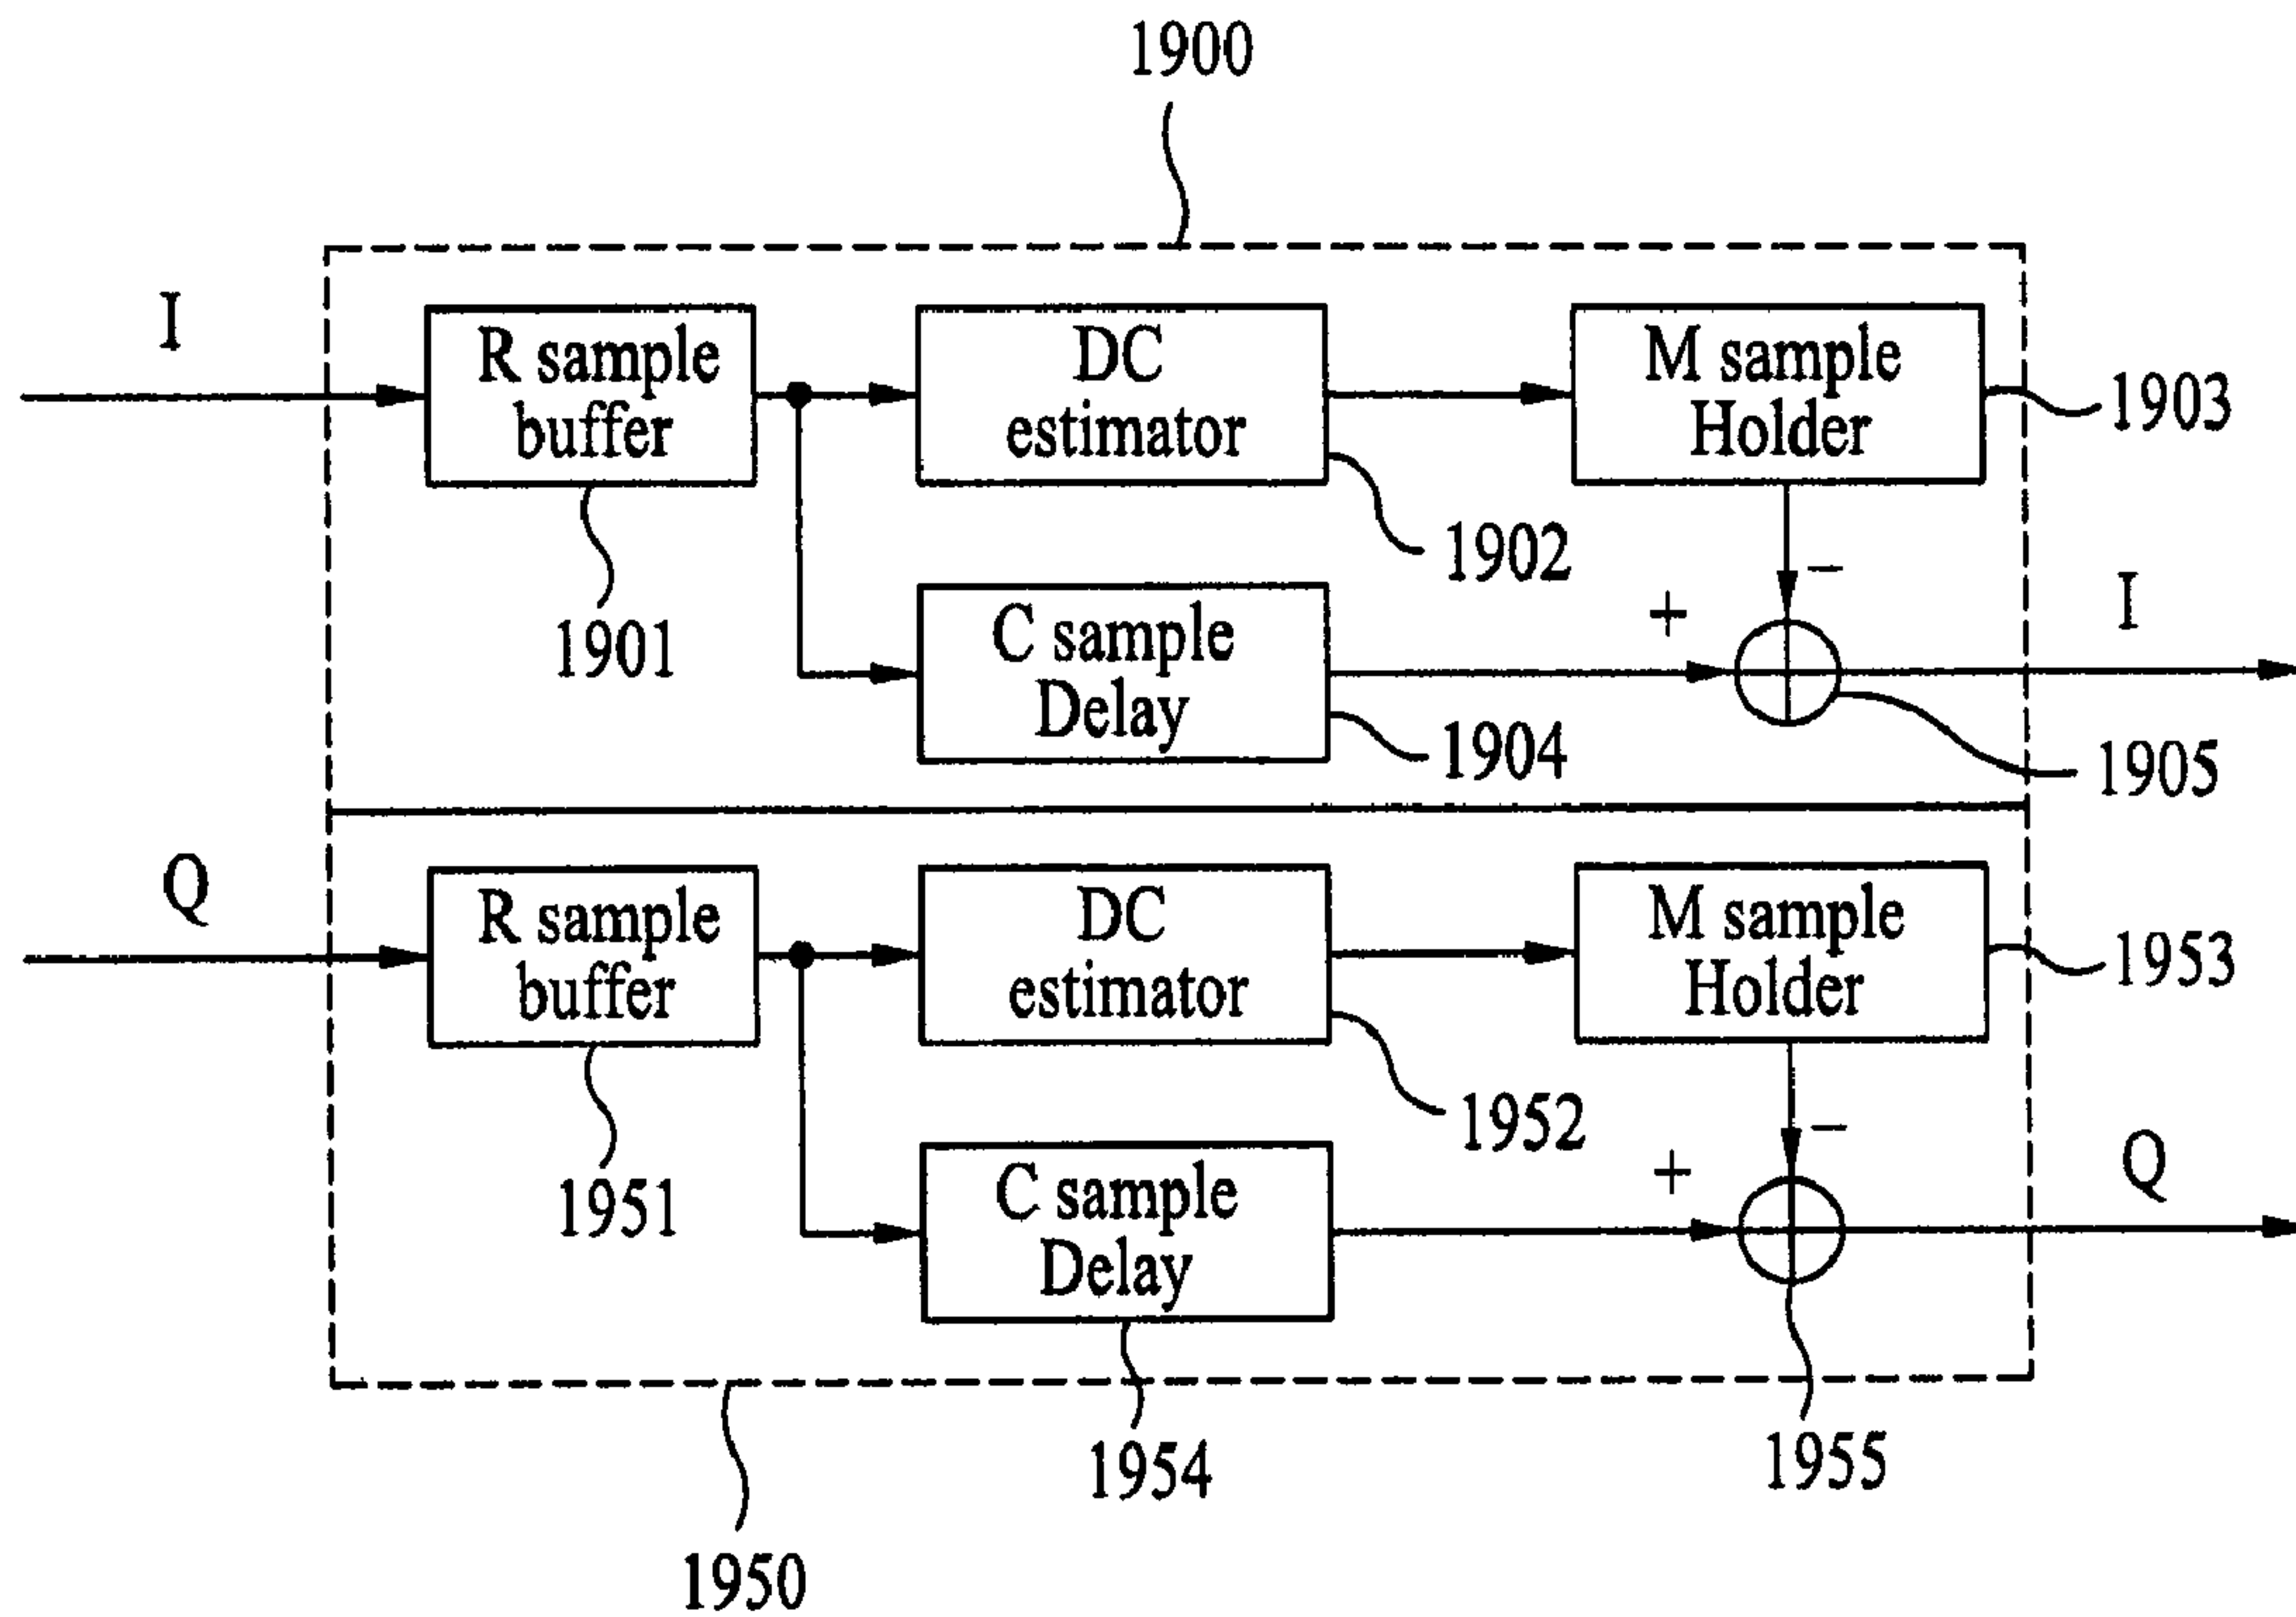 1900
I
R sample
buffer
DC
estimator
M sample
Holder
1903
1902
−
+
I
1901
C sample
Delay
1904
1905
Q
R sample
buffer
DC
estimator
M sample
Holder
1953
1952
−
+
Q
1951
C sample
Delay
1954
1955
1950